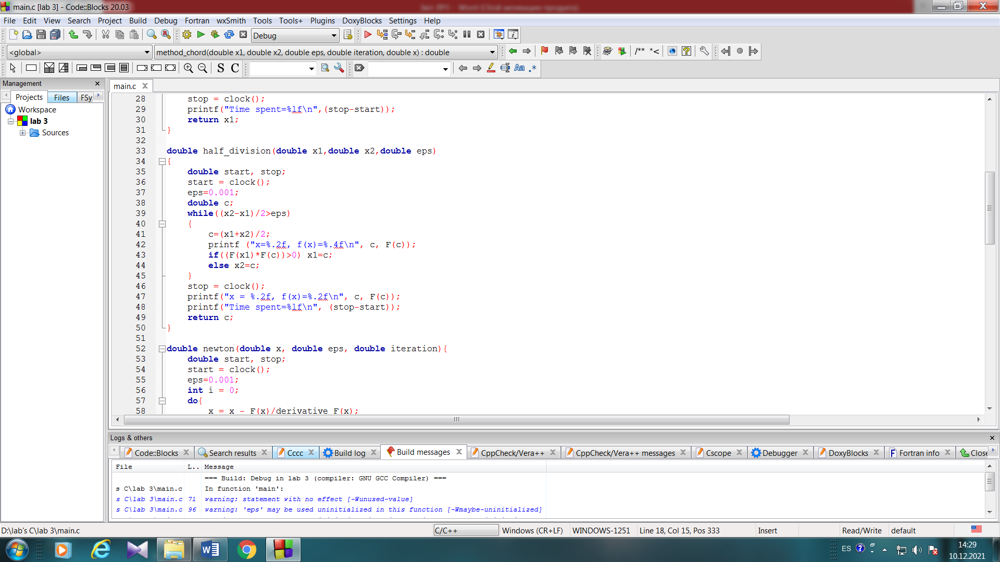 main.c [lab 3] - Code::Blocks 20.03
File Edit View Search Project Build Debug Fortran wxSmith Tools Tools+ Plugins DoxyBlocks Settings Help
Debug
<global> method_chord(double x1, double x2, double eps, double iteration, double x) : double /** *<
S C Aa .*
Management
Projects Files FSy
Workspace
lab 3
Sources
main.c
28 stop = clock();
29 printf("Time spent=%lf\n",(stop-start));
30 return x1;
31 }
32
33 double half_division(double x1,double x2,double eps)
34 {
35 double start, stop;
36 start = clock();
37 eps=0.001;
38 double c;
39 while((x2-x1)/2>eps)
40 {
41 c=(x1+x2)/2;
42 printf ("x=%.2f, f(x)=%.4f\n", c, F(c));
43 if((F(x1)*F(c))>0) x1=c;
44 else x2=c;
45 }
46 stop = clock();
47 printf("x = %.2f, f(x)=%.2f\n", c, F(c));
48 printf("Time spent=%lf\n", (stop-start));
49 return c;
50 }
51
52 double newton(double x, double eps, double iteration){
53 double start, stop;
54 start = clock();
55 eps=0.001;
56 int i = 0;
57 do{
58 x = x - F(x)/derivative_F(x);
Logs & others
Code::Blocks Search results Cccc Build log Build messages CppCheck/Vera++ CppCheck/Vera++ messages Cscope Debugger DoxyBlocks Fortran info Close
File L.. Message
=== Build: Debug in lab 3 (compiler: GNU GCC Compiler) ===
s C\lab 3\main.c In function 'main':
s C\lab 3\main.c 71 warning: statement with no effect [-Wunused-value]
s C\lab 3\main.c 96 warning: 'eps' may be used uninitialized in this function [-Wmaybe-uninitialized]
D:\lab's C\lab 3\main.c C/C++ Windows (CR+LF) WINDOWS-1251 Line 18, Col 15, Pos 333 Insert Read/Write default
ES 14:29
10.12.2021